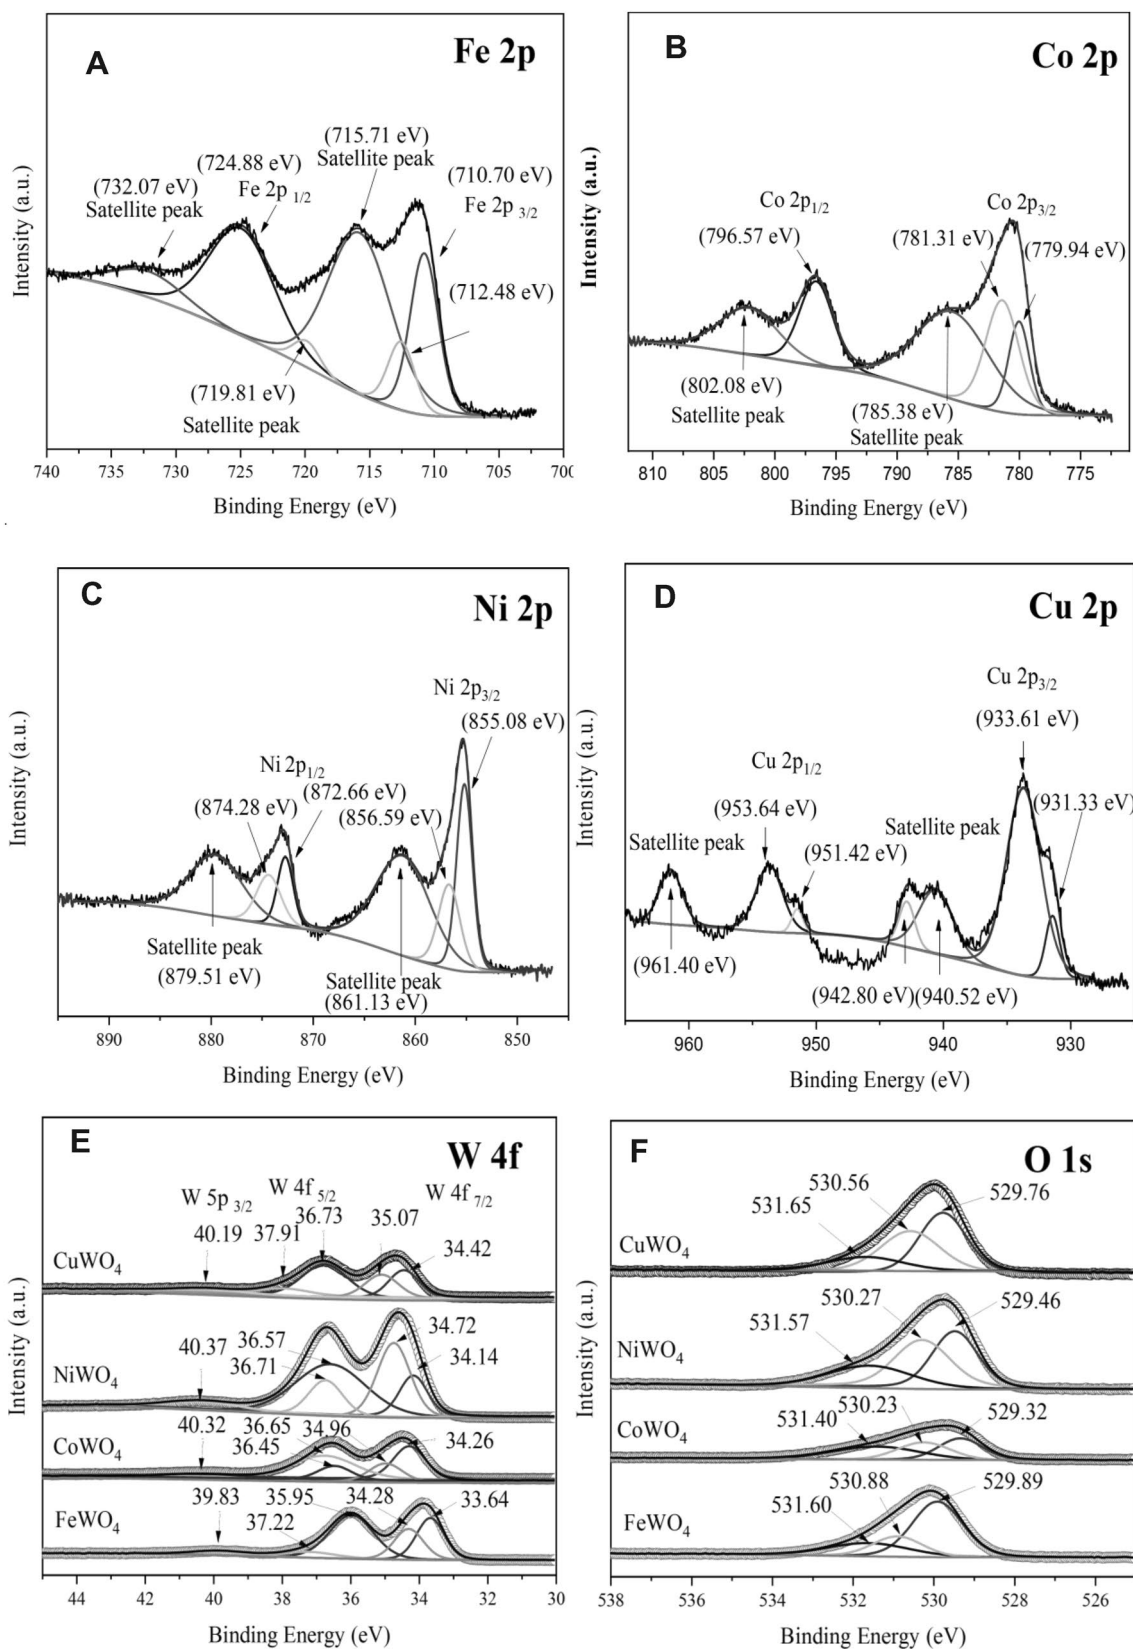 A
Fe 2p
(715.71 eV)
Satellite peak
(724.88 eV)
Fe 2p 1/2
(732.07 eV)
Satellite peak
(710.70 eV)
Fe 2p 3/2
(712.48 eV)
(719.81 eV)
Satellite peak
Intensity (a.u.)
740 735 730 725 720 715 710 705 700
Binding Energy (eV)
B
Co 2p
Co 2p1/2
(796.57 eV)
Co 2p3/2
(781.31 eV)
(779.94 eV)
(802.08 eV)
Satellite peak
(785.38 eV)
Satellite peak
Intensity (a.u.)
810 805 800 795 790 785 780 775
Binding Energy (eV)
C
Ni 2p
Ni 2p3/2
(855.08 eV)
Ni 2p1/2
(872.66 eV)
(874.28 eV)
(856.59 eV)
Satellite peak
(879.51 eV)
Satellite peak
(861.13 eV)
Intensity (a.u.)
890 880 870 860 850
Binding Energy (eV)
D
Cu 2p
Cu 2p3/2
(933.61 eV)
Cu 2p1/2
(953.64 eV)
(931.33 eV)
Satellite peak
Satellite peak
(951.42 eV)
(961.40 eV)
(942.80 eV)
(940.52 eV)
Intensity (a.u.)
960 950 940 930
Binding Energy (eV)
E
W 4f
W 5p 3/2
W 4f 5/2
W 4f 7/2
40.19 37.91 36.73 35.07 34.42
CuWO4
40.37 36.57 36.71 34.72 34.14
NiWO4
40.32 36.65 36.45 34.96 34.26
CoWO4
39.83 35.95 37.22 34.28 33.64
FeWO4
Intensity (a.u.)
44 42 40 38 36 34 32 30
Binding Energy (eV)
F
O 1s
531.65 530.56 529.76
CuWO4
531.57 530.27 529.46
NiWO4
531.40 530.23 529.32
CoWO4
531.60 530.88 529.89
FeWO4
Intensity (a.u.)
538 536 534 532 530 528 526
Binding Energy (eV)